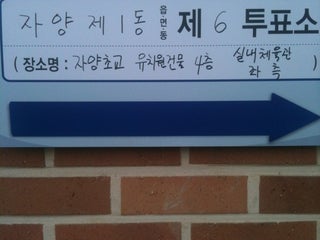 자양제1동 읍·면·동 제 6 투표소
( 장소명 : 자양초교 유치원건물 4층 실내체육관 좌측 )